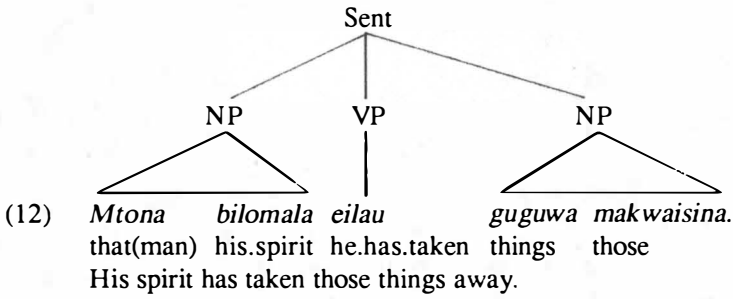 Sent
NP VP NP
(12) Mtona bilomala eilau guguwa makwaisina.
that(man) his.spirit he.has.taken things those
His spirit has taken those things away.